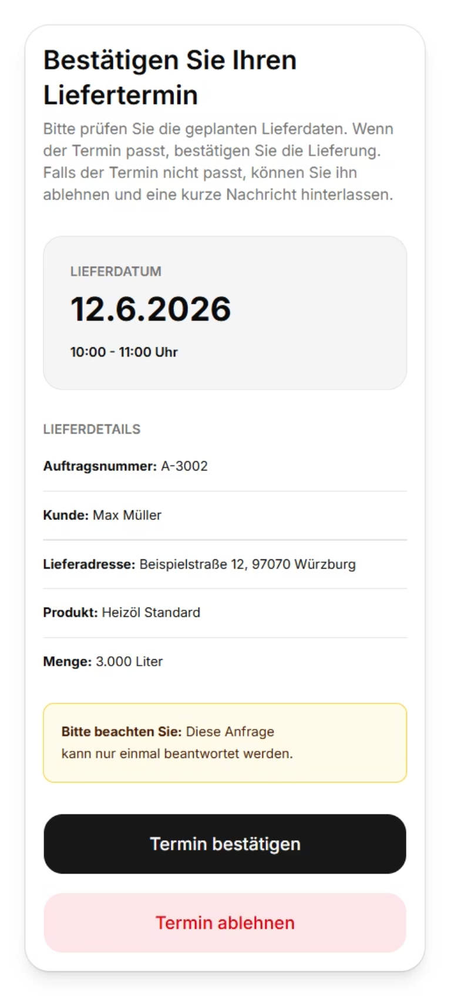 Bestätigen Sie Ihren
Liefertermin
Bitte prüfen Sie die geplanten Lieferdaten. Wenn
der Termin passt, bestätigen Sie die Lieferung.
Falls der Termin nicht passt, können Sie ihn
ablehnen und eine kurze Nachricht hinterlassen.
LIEFERDATUM
12.6.2026
10:00 - 11:00 Uhr
LIEFERDETAILS
Auftragsnummer: A-3002
Kunde: Max Müller
Lieferadresse: Beispielstraße 12, 97070 Würzburg
Produkt: Heizöl Standard
Menge: 3.000 Liter
Bitte beachten Sie: Diese Anfrage
kann nur einmal beantwortet werden.
Termin bestätigen
Termin ablehnen